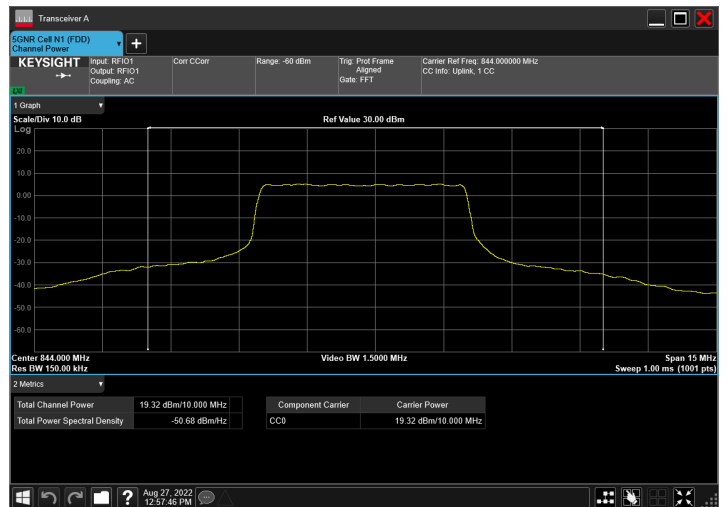 Transceiver A
5GNR Cell N1 (FDD)
Channel Power
KEYSIGHT
Input: RFIO1
Output: RFIO1
Coupling: AC
Corr CCorr
Range: -60 dBm
Trig: Prot Frame
Aligned
Gate: FFT
Carrier Ref Freq: 844.000000 MHz
CC Info: Uplink, 1 CC
LXI
1 Graph
Scale/Div 10.0 dB
Ref Value 30.00 dBm
Log
20.0
10.0
0.00
-10.0
-20.0
-30.0
-40.0
-50.0
-60.0
Center 844.000 MHz
Video BW 1.5000 MHz
Span 15 MHz
Res BW 150.00 kHz
Sweep 1.00 ms (1001 pts)
2 Metrics
Total Channel Power 19.32 dBm/10.000 MHz
Total Power Spectral Density -50.68 dBm/Hz
Component Carrier Carrier Power
CC0 19.32 dBm/10.000 MHz
?
Aug 27, 2022
12:57:46 PM